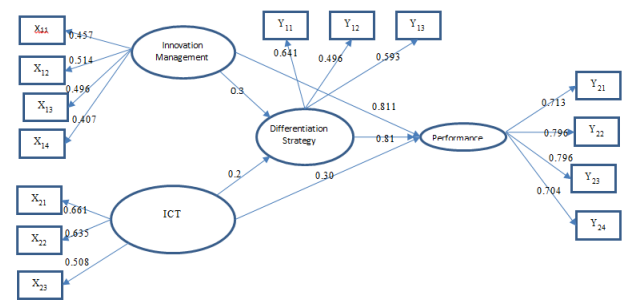 X11
0.457
X12
0.514
X13
0.496
X14
0.407
Innovation
Management
Y11
Y12
Y13
0.641
0.496
0.593
0.3
0.811
Differentiation
Strategy
0.81
Performance
Y21
0.713
Y22
0.796
Y23
0.796
Y24
0.704
0.2
0.30
X21
0.661
X22
0.635
X23
0.508
ICT